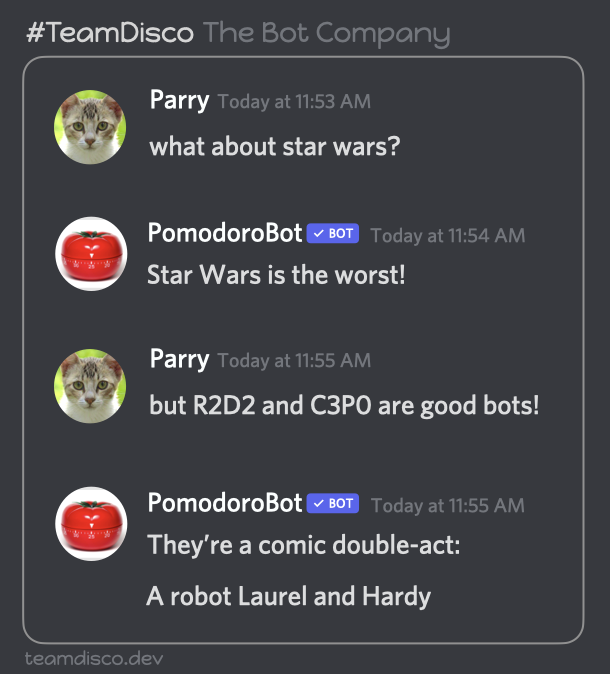 #TeamDisco The Bot Company
Parry Today at 11:53 AM
what about star wars?
PomodoroBot ✓ BOT Today at 11:54 AM
Star Wars is the worst!
Parry Today at 11:55 AM
but R2D2 and C3P0 are good bots!
PomodoroBot ✓ BOT Today at 11:55 AM
They're a comic double-act:
A robot Laurel and Hardy
teamdisco.dev